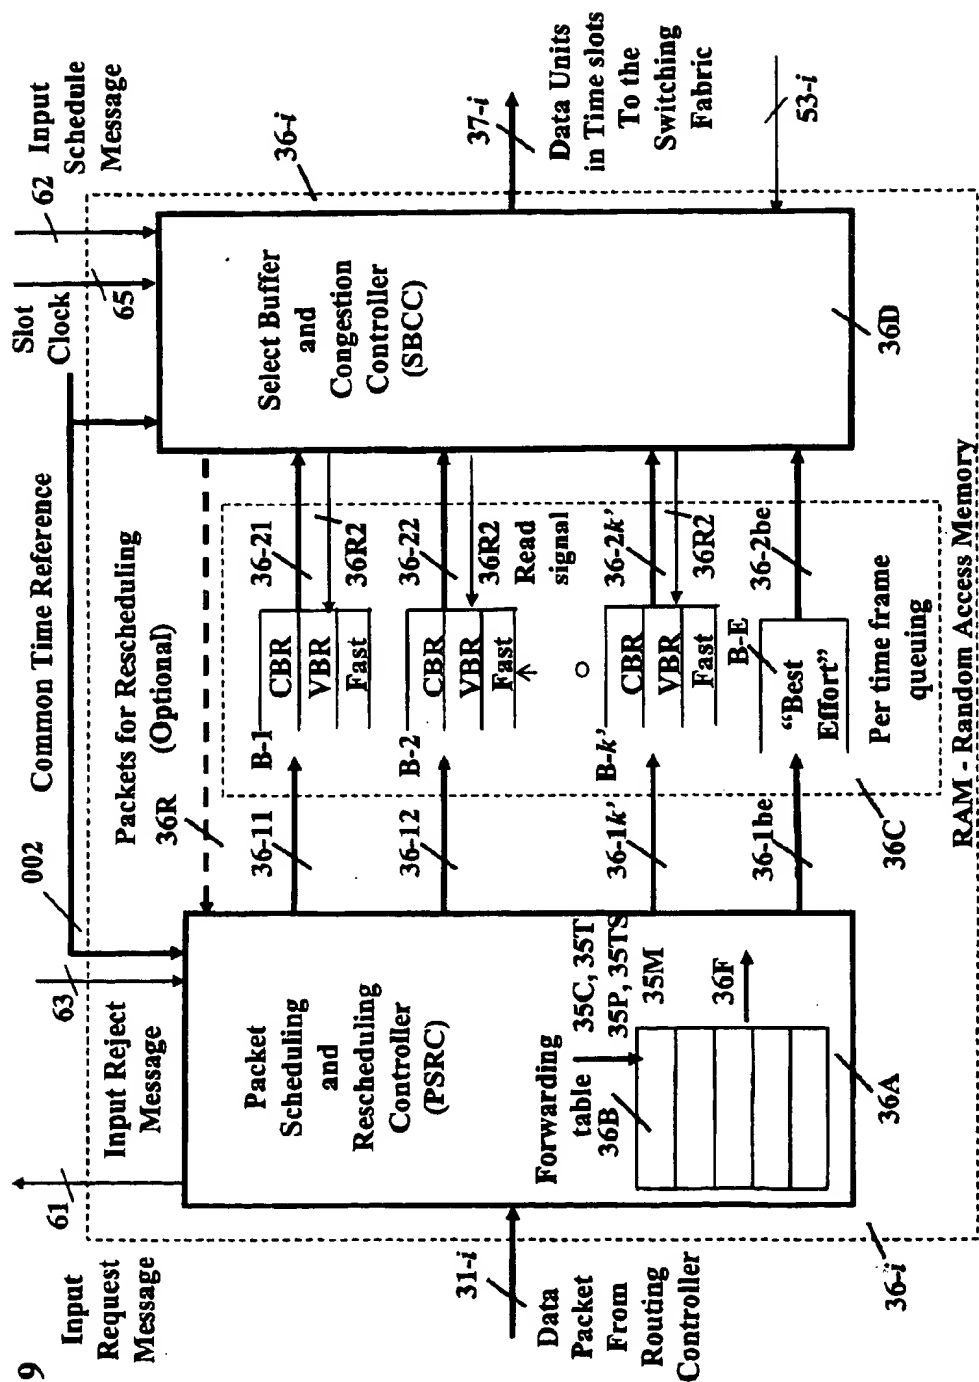 9
Input
Request
Message
61
Input Reject
Message
63
002
Common Time Reference
Slot
Clock
65
62 Input
Schedule
Message
Packets for Rescheduling
(Optional)
36R
36-i
Packet
Scheduling
and
Rescheduling
Controller
(PSRC)
Select Buffer
and
Congestion
Controller
(SBCC)
36-11
B-1
CBR
VBR
Fast
36-21
36R2
36-12
B-2
CBR
VBR
Fast
36-22
36R2
Read
signal
36-1k’
B-k’
CBR
VBR
Fast
36-2k’
36R2
36-1be
B-E
“Best
Effort”
36-2be
Per time frame
queuing
36C
31-i
Data
Packet
From
Routing
Controller
Forwarding
table
36B
35C, 35T
35P, 35TS
35M
36F
36A
36D
37-i
Data Units
in Time slots
To the
Switching
Fabric
53-i
36-i
RAM - Random Access Memory